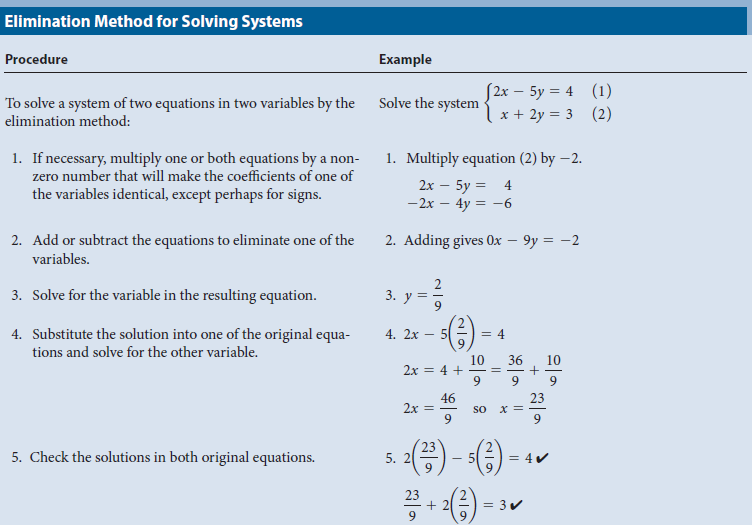 Elimination Method for Solving Systems
Procedure
Example
To solve a system of two equations in two variables by the
elimination method:
Solve the system { 2x − 5y = 4 (1)
x + 2y = 3 (2)
1. If necessary, multiply one or both equations by a non-
zero number that will make the coefficients of one of
the variables identical, except perhaps for signs.
1. Multiply equation (2) by −2.
2x − 5y = 4
−2x − 4y = −6
2. Add or subtract the equations to eliminate one of the
variables.
2. Adding gives 0x − 9y = −2
3. Solve for the variable in the resulting equation.
3. y = 2/9
4. Substitute the solution into one of the original equa-
tions and solve for the other variable.
4. 2x − 5(2/9) = 4
2x = 4 + 10/9 = 36/9 + 10/9
2x = 46/9 so x = 23/9
5. Check the solutions in both original equations.
5. 2(23/9) − 5(2/9) = 4 ✔
23/9 + 2(2/9) = 3 ✔